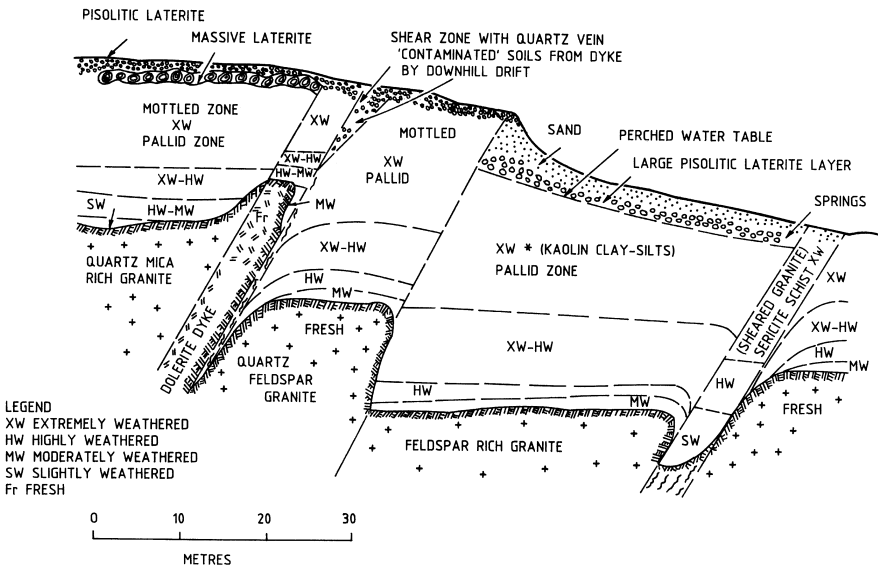 PISOLITIC LATERITE
MASSIVE LATERITE
SHEAR ZONE WITH QUARTZ VEIN
'CONTAMINATED' SOILS FROM DYKE
BY DOWNHILL DRIFT
MOTTLED ZONE
XW
PALLID ZONE
XW
MOTTLED
XW
PALLID
SAND
PERCHED WATER TABLE
LARGE PISOLITIC LATERITE LAYER
SPRINGS
XW-HW
XW-HW
HW-MW
SW
HW-MW
Fr
MW
XW-HW
HW
MW
XW * (KAOLIN CLAY-SILTS)
PALLID ZONE
(SHEARED GRANITE)
SERICITE SCHIST XW
XW
XW-HW
HW
MW
QUARTZ MICA
RICH GRANITE
DOLERITE DYKE
FRESH
QUARTZ
FELDSPAR
GRANITE
XW-HW
HW
MW
HW
SW
FRESH
FELDSPAR RICH GRANITE
LEGEND
XW EXTREMELY WEATHERED
HW HIGHLY WEATHERED
MW MODERATELY WEATHERED
SW SLIGHTLY WEATHERED
Fr FRESH
0 10 20 30
METRES